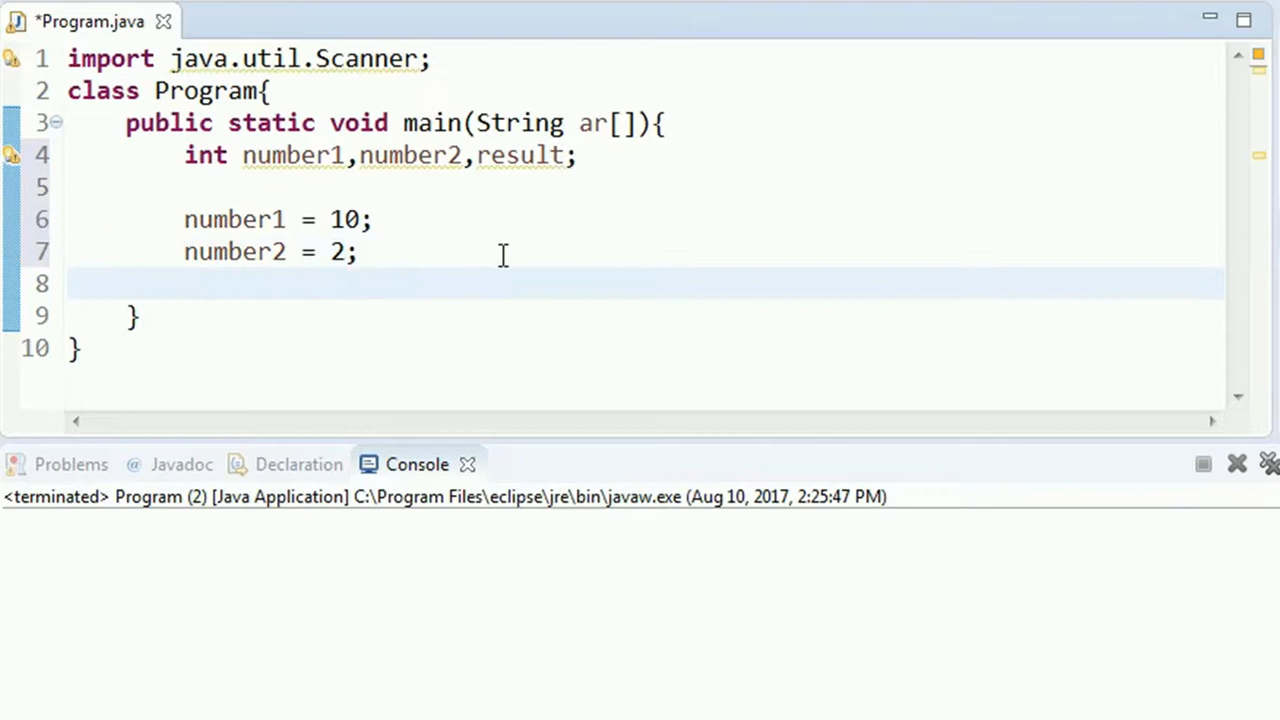 *Program.java
1 import java.util.Scanner;
2 class Program{
3 public static void main(String ar[]){
4 int number1,number2,result;
5
6 number1 = 10;
7 number2 = 2;
8
9 }
10 }
Problems @ Javadoc Declaration Console
<terminated> Program (2) [Java Application] C:\Program Files\eclipse\jre\bin\javaw.exe (Aug 10, 2017, 2:25:47 PM)